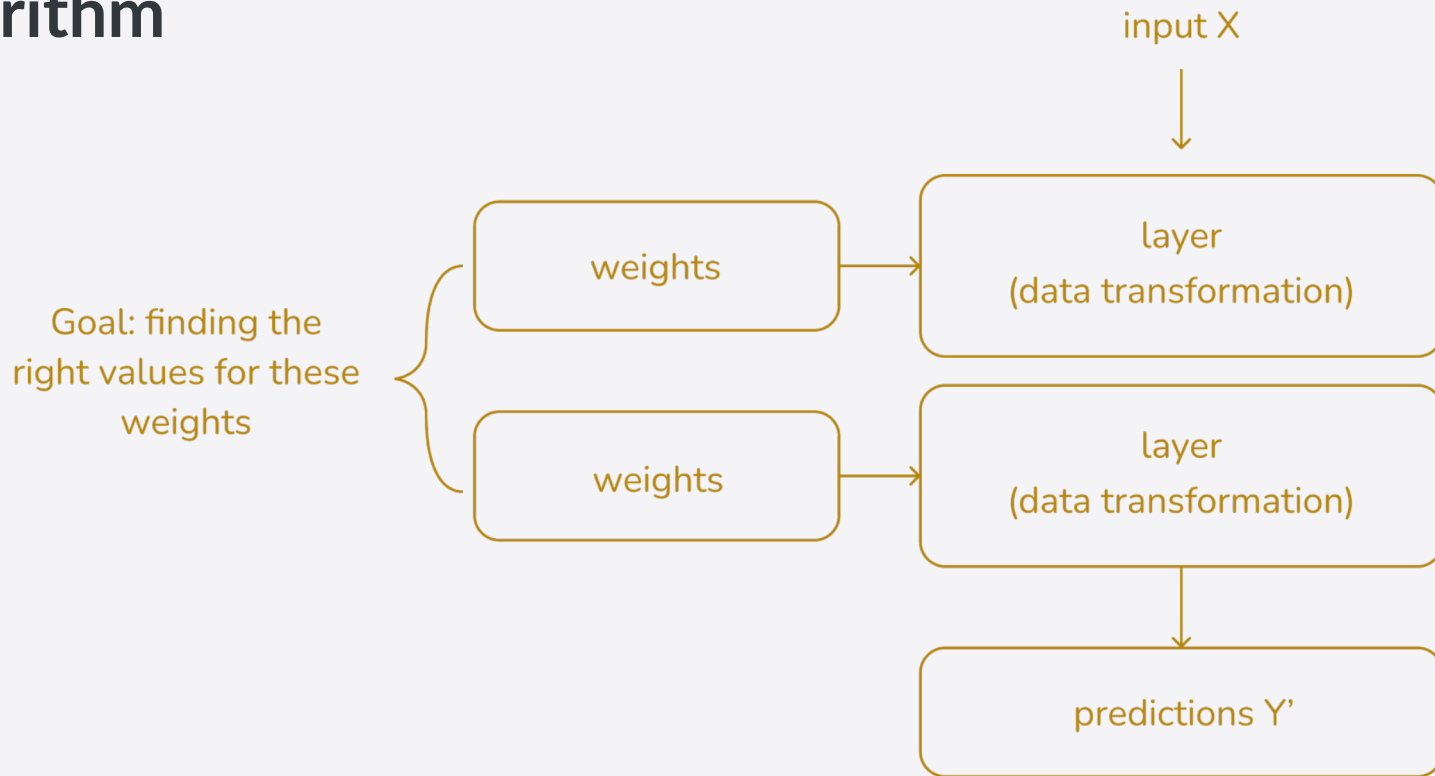 rithm
input X
weights
layer
(data transformation)
Goal: finding the
right values for these
weights
weights
layer
(data transformation)
predictions Y’